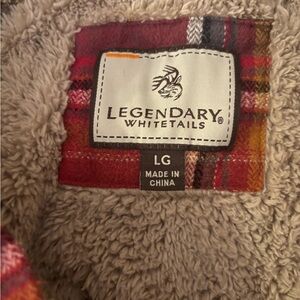 LEGENDARY®
WHITETAILS
LG
MADE IN
CHINA